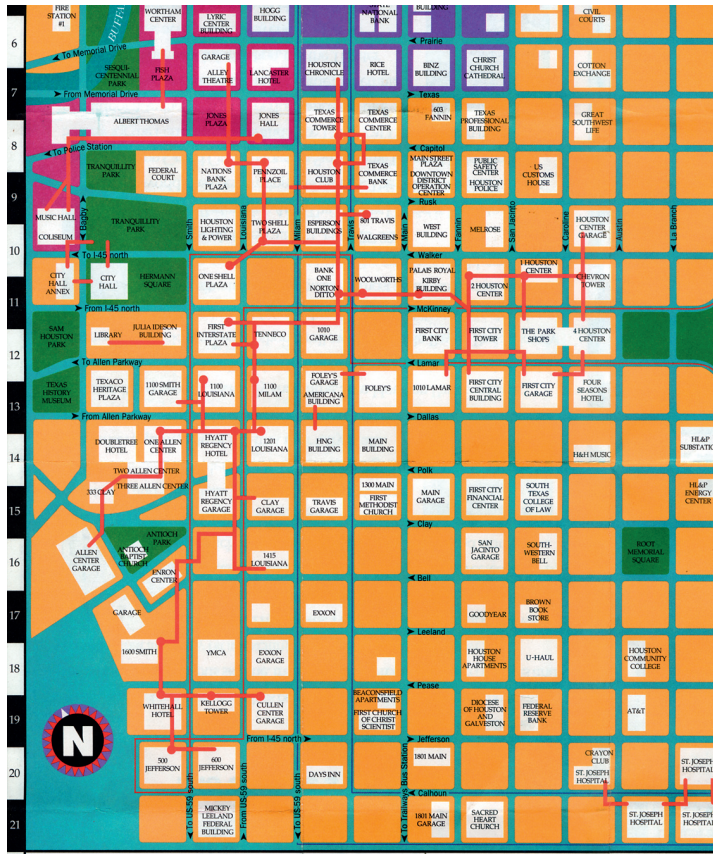 FIRE
STATION
#1
BUFFA
WORTHAM
CENTER
LYRIC
CENTER
BUILDING
HOGG
BUILDING
NATIONAL
BANK
BUILDING
CIVIL
COURTS
6
To Memorial Drive
Prairie
SESQUI-
CENTENNIAL
PARK
FISH
PLAZA
GARAGE
ALLEY
THEATRE
LANCASTER
HOTEL
HOUSTON
CHRONICLE
RICE
HOTEL
BINZ
BUILDING
CHRIST
CHURCH
CATHEDRAL
COTTON
EXCHANGE
7
From Memorial Drive
Texas
ALBERT THOMAS
JONES
PLAZA
JONES
HALL
TEXAS
COMMERCE
TOWER
TEXAS
COMMERCE
CENTER
603
FANNIN
TEXAS
PROFESSIONAL
BUILDING
GREAT
SOUTHWEST
LIFE
8
To Police Station
Capitol
TRANQUILLITY
PARK
FEDERAL
COURT
NATIONS
BANK
PLAZA
PENNZOIL
PLACE
HOUSTON
CLUB
TEXAS
COMMERCE
BANK
MAIN STREET
PLAZA
DOWNTOWN
DISTRICT
OPERATION
CENTER
PUBLIC
SAFETY
CENTER
HOUSTON
POLICE
US
CUSTOMS
HOUSE
9
Rusk
Bagby
Smith
Louisiana
Milam
Travis
Main
Fannin
San Jacinto
Caroline
Austin
La Branch
MUSIC HALL
COLISEUM
TRANQUILLITY
PARK
HOUSTON
LIGHTING
& POWER
TWO SHELL
PLAZA
ESPERSON
BUILDINGS
801 TRAVIS
WALGREENS
WEST
BUILDING
MELROSE
HOUSTON
CENTER
GARAGE
10
To I-45 north
Walker
CITY
HALL
ANNEX
CITY
HALL
HERMANN
SQUARE
ONE SHELL
PLAZA
BANK
ONE
NORTON
DITTO
WOOLWORTHS
PALAIS ROYAL
KIRBY
BUILDING
2 HOUSTON
CENTER
1 HOUSTON
CENTER
CHEVRON
TOWER
11
From I-45 north
McKinney
SAM
HOUSTON
PARK
LIBRARY
JULIA IDESON
BUILDING
FIRST
INTERSTATE
PLAZA
TENNECO
1010
GARAGE
FIRST CITY
BANK
FIRST CITY
TOWER
THE PARK
SHOPS
4 HOUSTON
CENTER
12
To Allen Parkway
Lamar
TEXAS
HISTORY
MUSEUM
TEXACO
HERITAGE
PLAZA
1100 SMITH
GARAGE
1100
LOUISIANA
1100
MILAM
FOLEY'S
GARAGE
AMERICANA
BUILDING
FOLEY'S
1010 LAMAR
FIRST CITY
CENTRAL
BUILDING
FIRST CITY
GARAGE
FOUR
SEASONS
HOTEL
13
From Allen Parkway
Dallas
DOUBLETREE
HOTEL
ONE ALLEN
CENTER
HYATT
REGENCY
HOTEL
1201
LOUISIANA
HNG
BUILDING
MAIN
BUILDING
H&H MUSIC
HL&P
SUBSTATIC
14
TWO ALLEN CENTER
Polk
333 CLAY
THREE ALLEN CENTER
HYATT
REGENCY
GARAGE
CLAY
GARAGE
TRAVIS
GARAGE
1300 MAIN
FIRST
METHODIST
CHURCH
MAIN
GARAGE
FIRST CITY
FINANCIAL
CENTER
SOUTH
TEXAS
COLLEGE
OF LAW
HL&P
ENERGY
CENTER
15
Clay
ALLEN
CENTER
GARAGE
ANTIOCH
PARK
ANTIOCH
BAPTIST
CHURCH
ENRON
CENTER
1415
LOUISIANA
SAN
JACINTO
GARAGE
SOUTH-
WESTERN
BELL
ROOT
MEMORIAL
SQUARE
16
Bell
GARAGE
EXXON
GOODYEAR
BROWN
BOOK
STORE
17
Leeland
1600 SMITH
YMCA
EXXON
GARAGE
HOUSTON
HOUSE
APARTMENTS
U-HAUL
HOUSTON
COMMUNITY
COLLEGE
18
Pease
WHITEHALL
HOTEL
KELLOGG
TOWER
CULLEN
CENTER
GARAGE
BEACONSFIELD
APARTMENTS
FIRST CHURCH
OF CHRIST
SCIENTIST
DIOCESE
OF HOUSTON
AND
GALVESTON
FEDERAL
RESERVE
BANK
AT&T
19
N
From I-45 north
Jefferson
500
JEFFERSON
600
JEFFERSON
DAYS INN
1801 MAIN
CRAYON
CLUB
ST. JOSEPH
HOSPITAL
ST. JOSEPH
HOSPITAL
20
Calhoun
To US-59 south
From US-59 south
To US-59 south
To Trailways Bus Station
MICKEY
LELAND
FEDERAL
BUILDING
1801 MAIN
GARAGE
SACRED
HEART
CHURCH
ST. JOSEPH
HOSPITAL
ST. JOSEPH
HOSPITAL
21